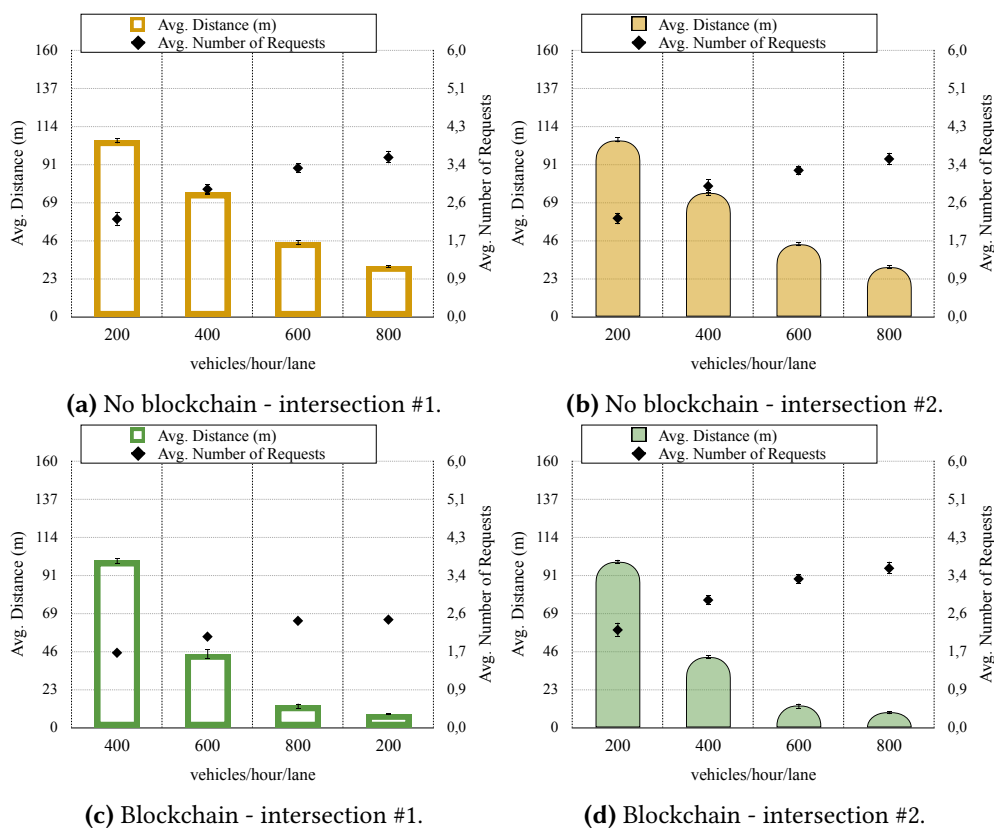 Avg. Distance (m)
Avg. Number of Requests
160
137
114
91
69
46
23
0
Avg. Distance (m)
6,0
5,1
4,3
3,4
2,6
1,7
0,9
0,0
Avg. Number of Requests
200 400 600 800
vehicles/hour/lane
(a) No blockchain - intersection #1.
Avg. Distance (m)
Avg. Number of Requests
160
137
114
91
69
46
23
0
Avg. Distance (m)
6,0
5,1
4,3
3,4
2,6
1,7
0,9
0,0
Avg. Number of Requests
200 400 600 800
vehicles/hour/lane
(b) No blockchain - intersection #2.
Avg. Distance (m)
Avg. Number of Requests
160
137
114
91
69
46
23
0
Avg. Distance (m)
6,0
5,1
4,3
3,4
2,6
1,7
0,9
0,0
Avg. Number of Requests
400 600 800 200
vehicles/hour/lane
(c) Blockchain - intersection #1.
Avg. Distance (m)
Avg. Number of Requests
160
137
114
91
69
46
23
0
Avg. Distance (m)
6,0
5,1
4,3
3,4
2,6
1,7
0,9
0,0
Avg. Number of Requests
200 400 600 800
vehicles/hour/lane
(d) Blockchain - intersection #2.